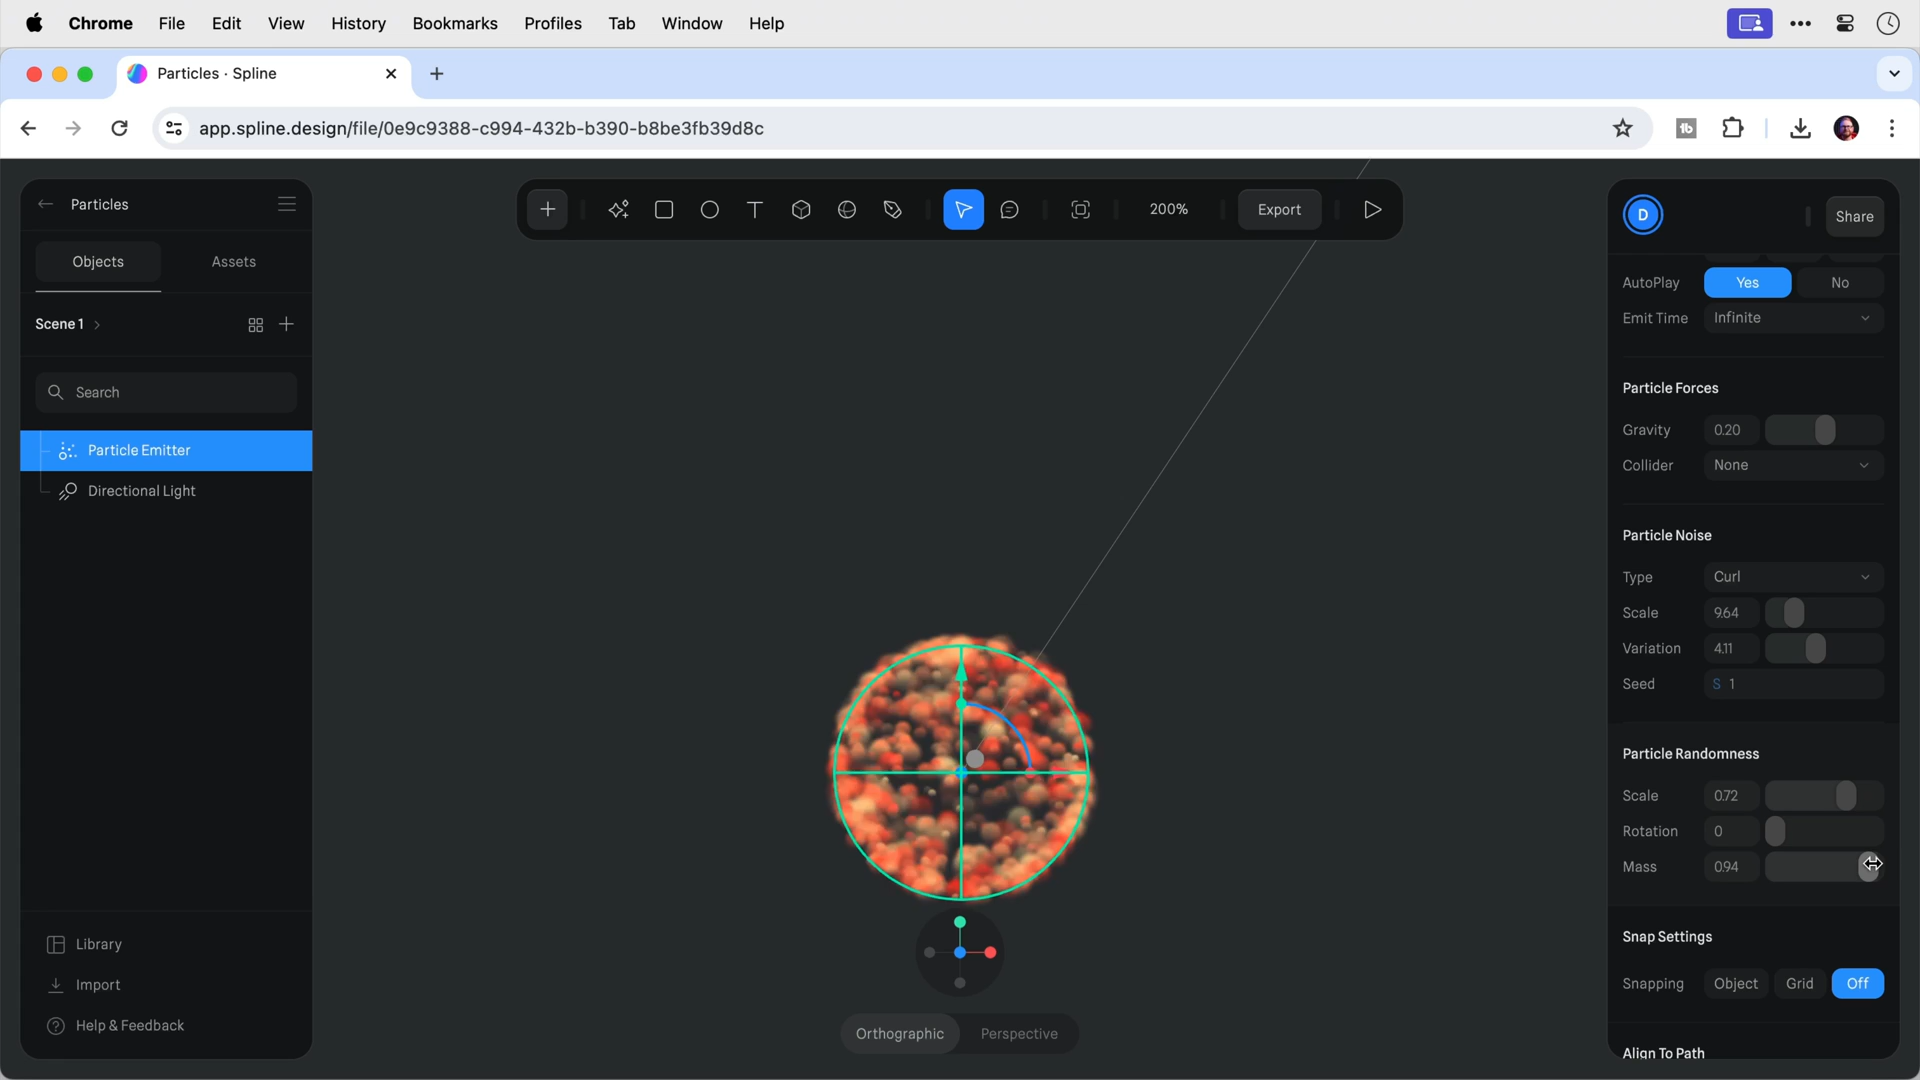 Chrome File Edit View History Bookmarks Profiles Tab Window Help
Particles · Spline
app.spline.design/file/0e9c9388-c994-432b-b390-b8be3fb39d8c
tb
Particles
Objects Assets
Scene 1
Search
Particle Emitter
Directional Light
Library
Import
Help & Feedback
T
200%
Export
Orthographic Perspective
D
Share
AutoPlay Yes No
Emit Time Infinite
Particle Forces
Gravity 0.20
Collider None
Particle Noise
Type Curl
Scale 9.64
Variation 4.11
Seed S 1
Particle Randomness
Scale 0.72
Rotation 0
Mass 0.94
Snap Settings
Snapping Object Grid Off
Align To Path